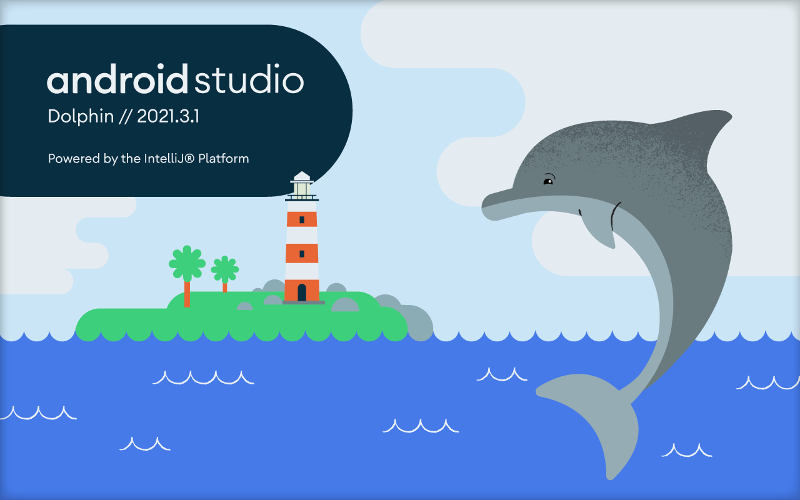 android studio
Dolphin // 2021.3.1
Powered by the IntelliJ® Platform